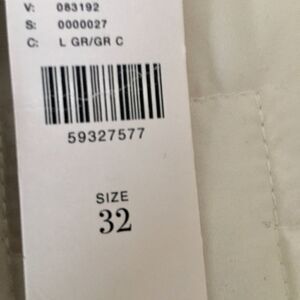 V: 083192
S: 0000027
C: L GR/GR C
59327577
SIZE
32